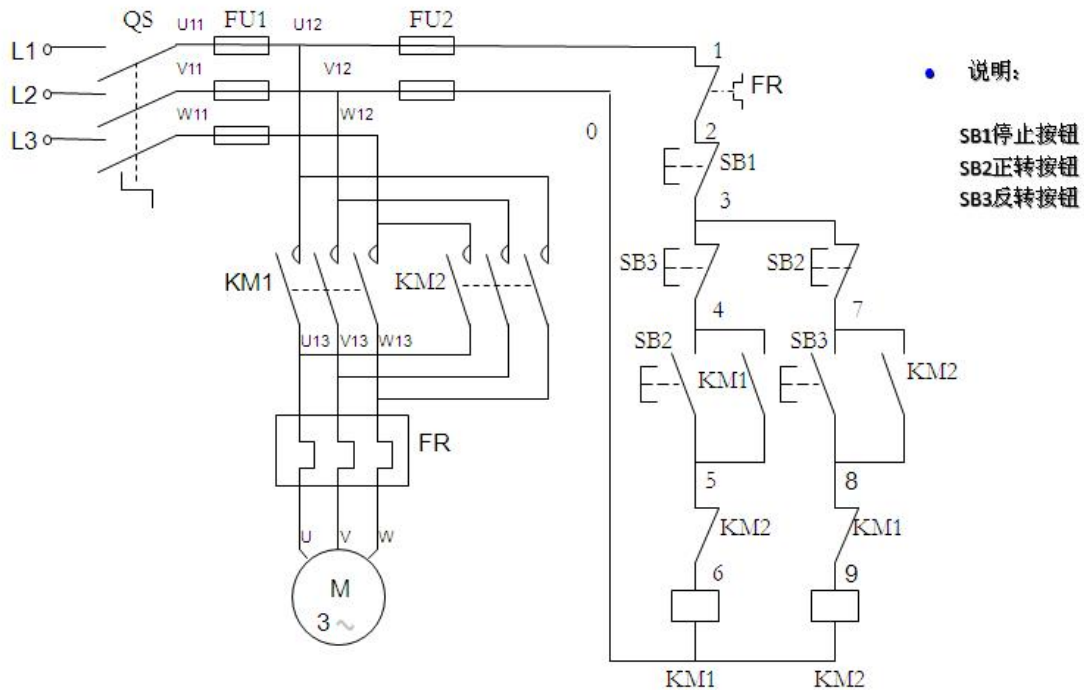 QS
U11
FU1
U12
FU2
L1
1
说明:
V11
V12
FR
L2
W11
W12
0
2
SB1停止按钮
L3
SB1
SB2正转按钮
3
SB3反转按钮
KM1
KM2
SB3
SB2
4
7
U13
V13
W13
SB2
KM1
SB3
KM2
FR
5
8
U
V
W
KM2
KM1
M
3 ~
6
9
KM1
KM2